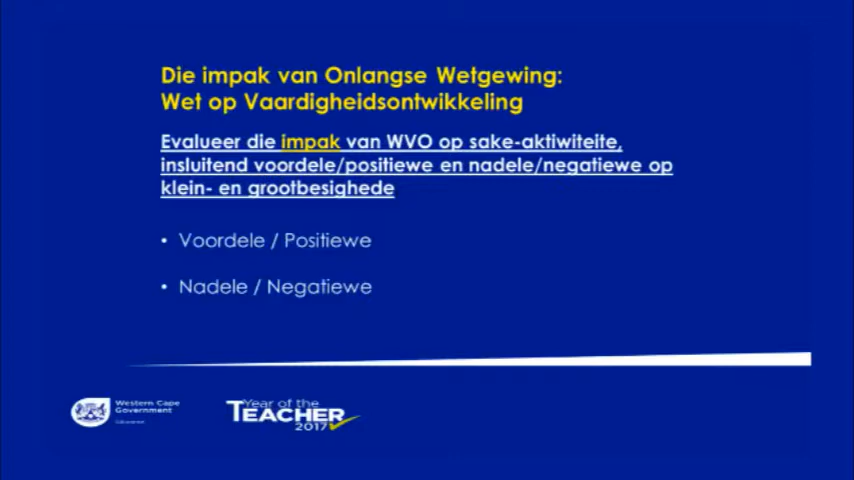 Die impak van Onlangse Wetgewing:
Wet op Vaardigheidsontwikkeling
Evalueer die impak van WVO op sake-aktiwiteite,
insluitend voordele/positiewe en nadele/negatiewe op
klein- en grootbesighede
• Voordele / Positiewe
• Nadele / Negatiewe
Western Cape
Government
Year of the
TEACHER
2017